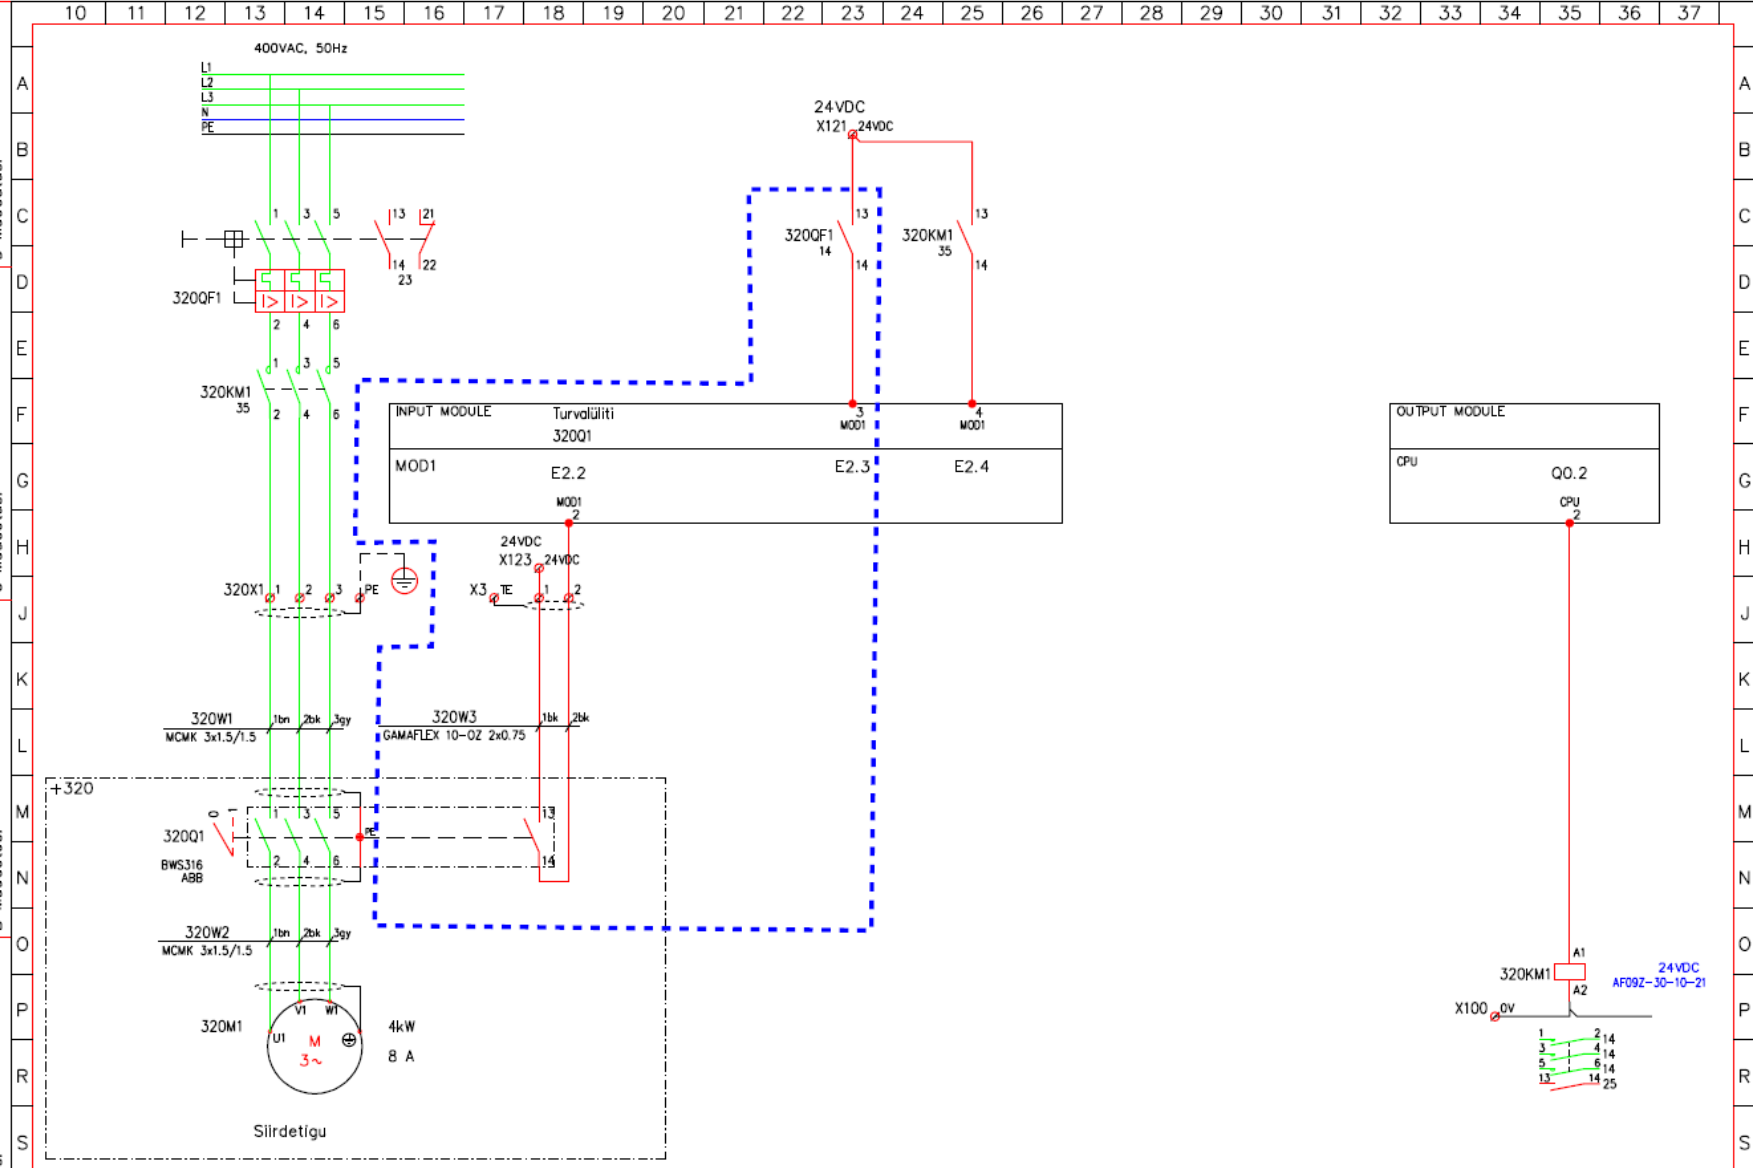 10 11 12 13 14 15 16 17 18 19 20 21 22 23 24 25 26 27 28 29 30 31 32 33 34 35 36 37
400VAC, 50Hz
L1
L2
L3
N
PE
A A
B B
C C
D D
E E
F F
G G
H H
J J
K K
L L
M M
N N
O O
P P
R R
S S
24VDC
X121 24VDC
1 3 5 13 21
14 22
23
320QF1
I> I> I>
2 4 6
1 3 5
320KM1
35
2 4 6
13
320QF1
14
14
13
320KM1
35
14
INPUT MODULE Turvalüliti
320Q1
3
MOD1
4
MOD1
MOD1
E2.2
E2.3
E2.4
MOD1
2
OUTPUT MODULE
CPU
Q0.2
CPU
2
24VDC
X123 24VDC
320X1 1 2 3 PE
X3 TE 1 2
320W1 1bn 2bk 3gy
MCMK 3x1.5/1.5
320W3 1bk 2bk
GAMAFLEX 10-OZ 2x0.75
+320
0 1
1 3 5 13
320Q1
PE
BWS316
ABB
2 4 6 14
320W2 1bn 2bk 3gy
MCMK 3x1.5/1.5
320M1
U1 V1 W1
M
3~
4kW
8 A
Siirdetigu
A1
320KM1
A2
24VDC
AF09Z-30-10-21
X100 0V
1 2 14
3 4 14
5 6 14
13 14 25